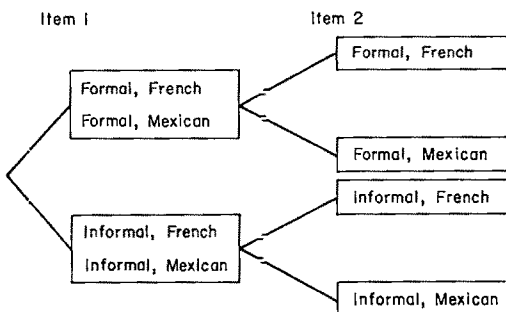 Item 1
Item 2
Formal, French
Formal, Mexican
Formal, French
Formal, Mexican
Informal, French
Informal, Mexican
Informal, French
Informal, Mexican